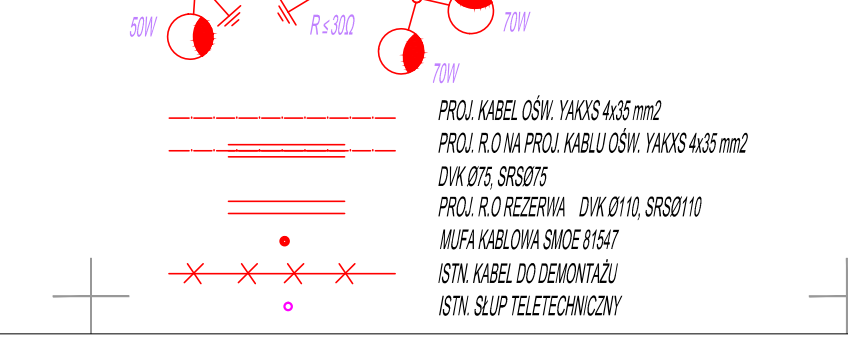 50W
R ≤ 30Ω
70W
70W
PROJ. KABEL OŚW. YAKXS 4x35 mm2
PROJ. R.O NA PROJ. KABLU OŚW. YAKXS 4x35 mm2
DVK Ø75, SRSØ75
PROJ. R.O REZERWA DVK Ø110, SRSØ110
MUFA KABLOWA SMOE 81547
ISTN. KABEL DO DEMONTAŻU
ISTN. SŁUP TELETECHNICZNY